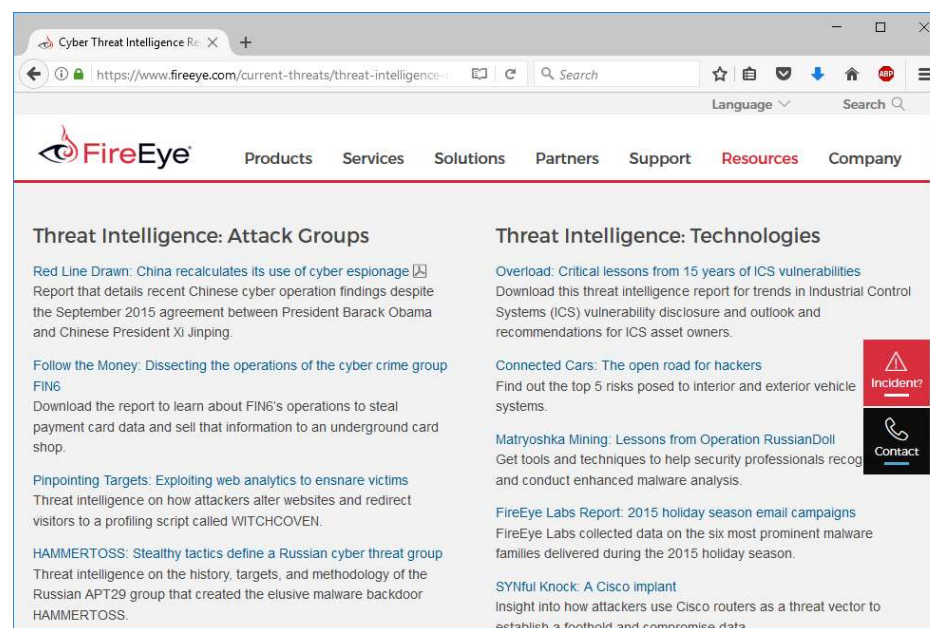 Cyber Threat Intelligence Re
https://www.fireeye.com/current-threats/threat-intelligence-
Search
ABP
Language
Search
FireEye
Products Services Solutions Partners Support Resources Company
Threat Intelligence: Attack Groups
Red Line Drawn: China recalculates its use of cyber espionage
Report that details recent Chinese cyber operation findings despite
the September 2015 agreement between President Barack Obama
and Chinese President Xi Jinping.
Follow the Money: Dissecting the operations of the cyber crime group
FIN6
Download the report to learn about FIN6's operations to steal
payment card data and sell that information to an underground card
shop.
Pinpointing Targets: Exploiting web analytics to ensnare victims
Threat intelligence on how attackers alter websites and redirect
visitors to a profiling script called WITCHCOVEN.
HAMMERTOSS: Stealthy tactics define a Russian cyber threat group
Threat intelligence on the history, targets, and methodology of the
Russian APT29 group that created the elusive malware backdoor
HAMMERTOSS.
Threat Intelligence: Technologies
Overload: Critical lessons from 15 years of ICS vulnerabilities
Download this threat intelligence report for trends in Industrial Control
Systems (ICS) vulnerability disclosure and outlook and
recommendations for ICS asset owners.
Connected Cars: The open road for hackers
Find out the top 5 risks posed to interior and exterior vehicle
systems.
Matryoshka Mining: Lessons from Operation RussianDoll
Get tools and techniques to help security professionals recog
and conduct enhanced malware analysis.
FireEye Labs Report: 2015 holiday season email campaigns
FireEye Labs collected data on the six most prominent malware
families delivered during the 2015 holiday season.
SYNful Knock: A Cisco implant
Insight into how attackers use Cisco routers as a threat vector to
establish a foothold and compromise data.
Incident?
Contact